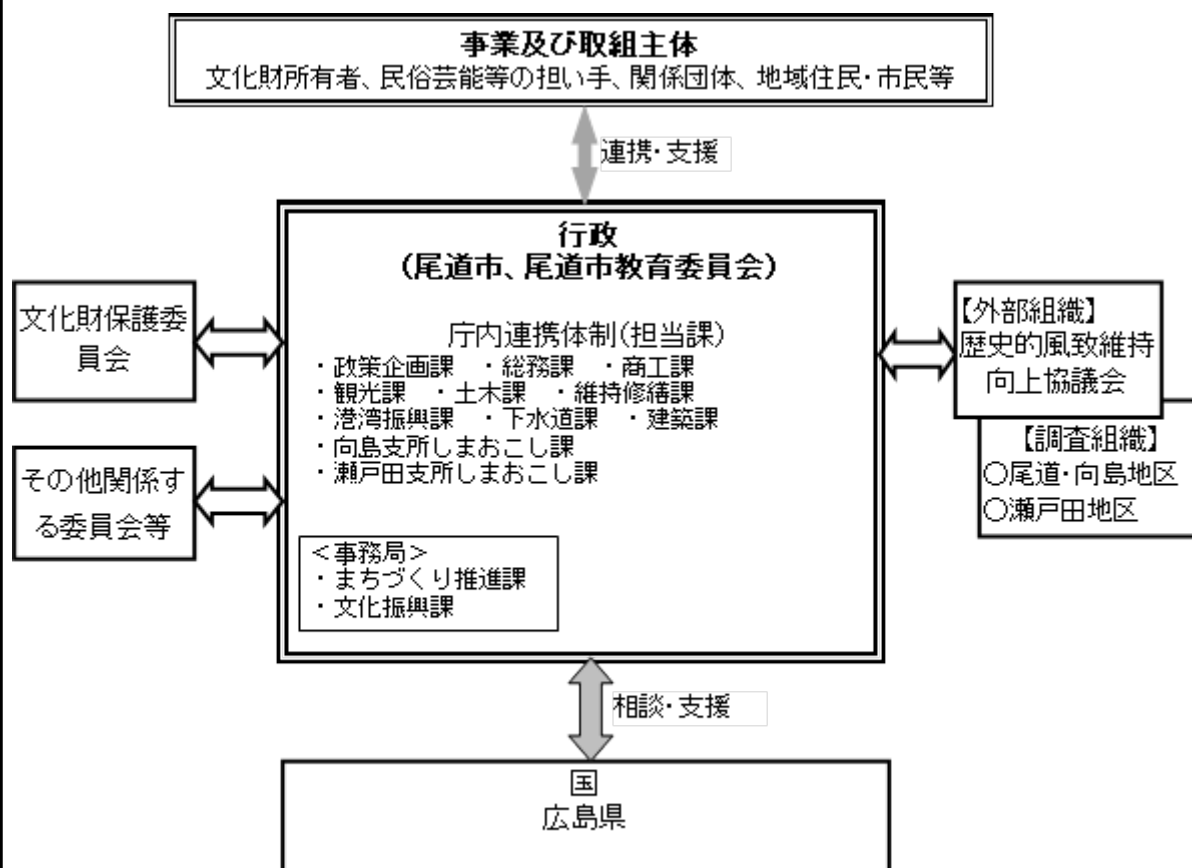 事業及び取組主体
文化財所有者、民俗芸能等の担い手、関係団体、地域住民・市民等
連携・支援
行政
(尾道市、尾道市教育委員会)
庁内連携体制(担当課)
・政策企画課 ・総務課 ・商工課
・観光課 ・土木課 ・維持修繕課
・港湾振興課 ・下水道課 ・建築課
・向島支所しまおこし課
・瀬戸田支所しまおこし課
<事務局>
・まちづくり推進課
・文化振興課
文化財保護委
員会
その他関係す
る委員会等
【外部組織】
歴史的風致維持
向上協議会
【調査組織】
○尾道・向島地区
○瀬戸田地区
相談・支援
国
広島県